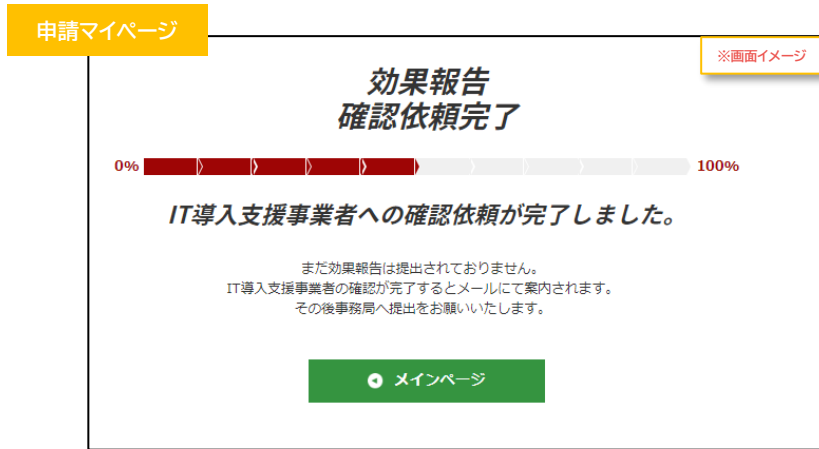 申請マイページ
※画面イメージ
効果報告
確認依頼完了
0% 100%
IT導入支援事業者への確認依頼が完了しました。
まだ効果報告は提出されておりません。
IT導入支援事業者の確認が完了するとメールにて案内されます。
その後事務局へ提出をお願いいたします。
メインページ